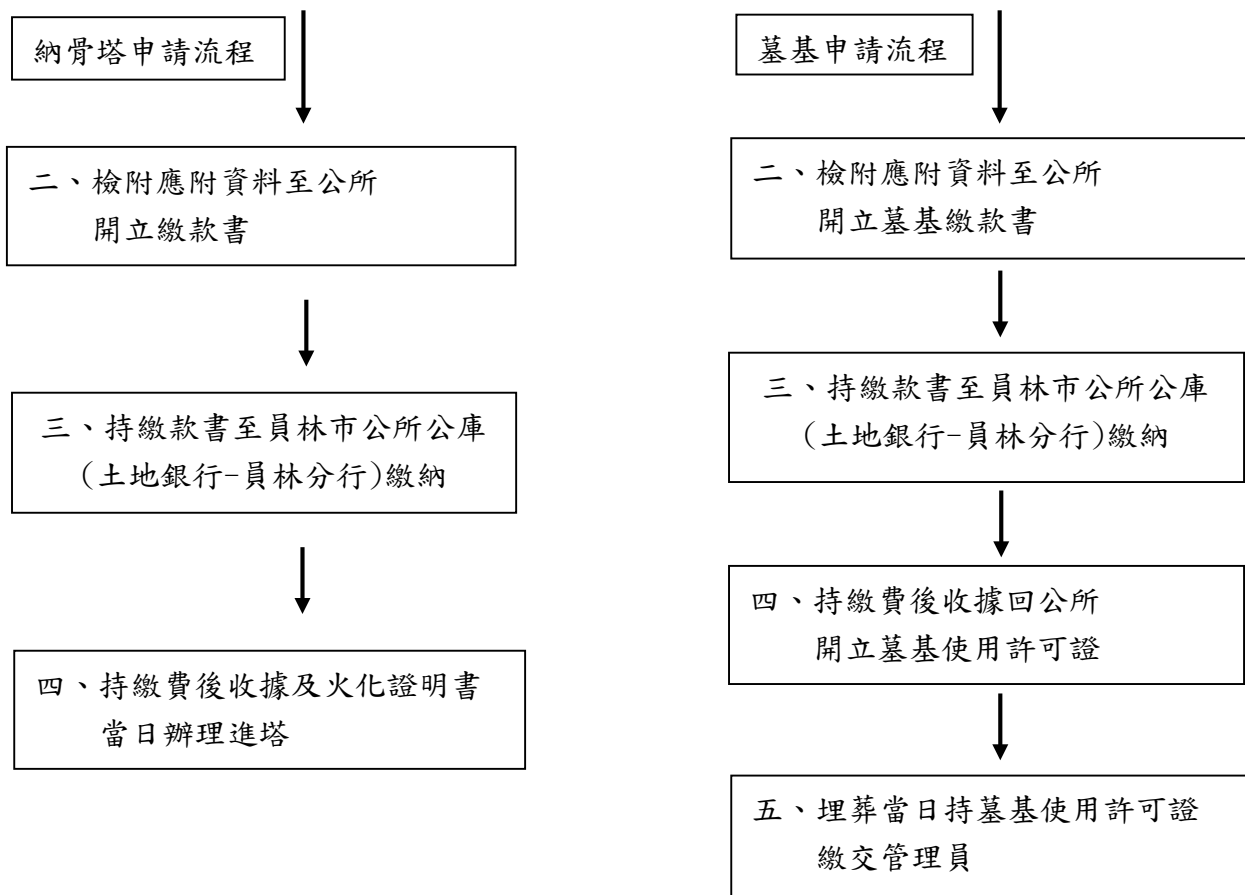 納骨塔申請流程
二、檢附應附資料至公所
開立繳款書
三、持繳款書至員林市公所公庫
(土地銀行-員林分行)繳納
四、持繳費後收據及火化證明書
當日辦理進塔
墓基申請流程
二、檢附應附資料至公所
開立墓基繳款書
三、持繳款書至員林市公所公庫
(土地銀行-員林分行)繳納
四、持繳費後收據回公所
開立墓基使用許可證
五、埋葬當日持墓基使用許可證
繳交管理員